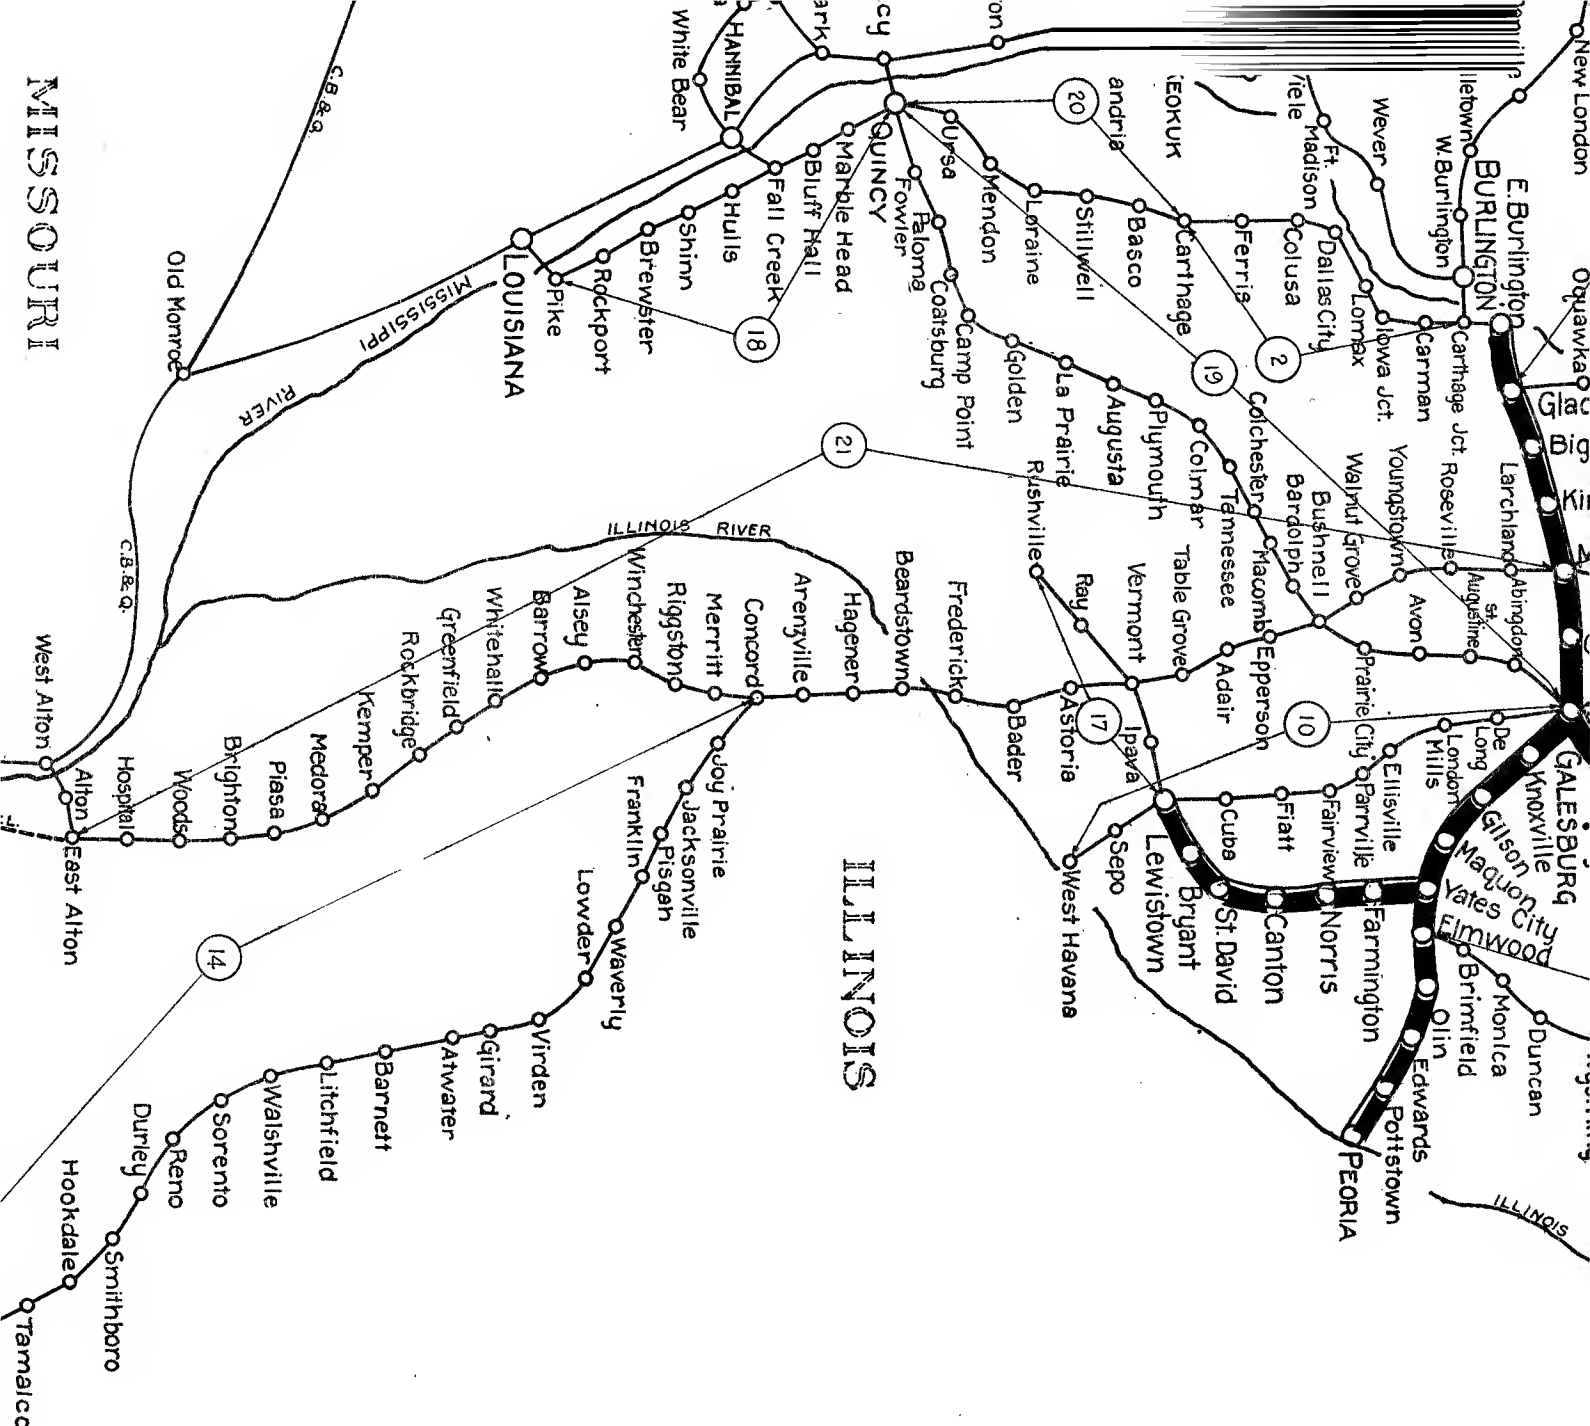 New London
W. Burlington
BURLINGTON
E. Burlington
Oquawka
Wever
Ft.
Madison
Carthage Jct.
Carman
Iowa Jct.
Lomax
Dallas City
Colusa
Ferris
Carthage
Basco
Stillwell
Loraine
Mendon
Ursa
QUINCY
HANNIBAL
White Bear
Marble Head
Bluff Hall
Fall Creek
Hulls
Shinn
Brewster
Rockport
Pike
LOUISIANA
Fowler
Paloma
Coatsburg
Camp Point
Golden
La Prairie
Augusta
Plymouth
Colmar
Tennessee
Colchester
Macomb
Bardolph
Bushnell
Walnut Grove
Youngstown
Roseville
Larchland
Abingdon
St.
Augustine
Avon
Prairie City
Epperson
Adair
Table Grove
Vermont
Ray
Rushville
Ipava
Astoria
Bader
Frederick
Beardstown
Hagener
Arenzville
Concord
Merritt
Riggston
Winchester
Alsey
Barrow
Whitehall
Greenfield
Rockbridge
Kemper
Medora
Piasa
Brighton
Woods
Hospital
Alton
East Alton
West Alton
Old Monroe
C.B.&Q.
C.B.&Q.
MISSOURI
MISSISSIPPI
RIVER
ILLINOIS RIVER
ILLINOIS
ILLINOIS
GALESBURG
Knoxville
Gilson
Maquon
Yates City
Elmwood
De
Long
London
Mills
Ellisville
Parrville
Fairview
Fiatt
Cuba
Lewistown
Sepo
West Havana
Bryant
St. David
Canton
Norris
Farmington
Brimfield
Monica
Duncan
Olin
Edwards
Pottstown
PEORIA
Joy Prairie
Jacksonville
Pisgah
Franklin
Waverly
Lowder
Virden
Girard
Atwater
Barnett
Litchfield
Walshville
Sorento
Reno
Durley
Smithboro
Hookdale
2
10
14
17
18
19
20
21